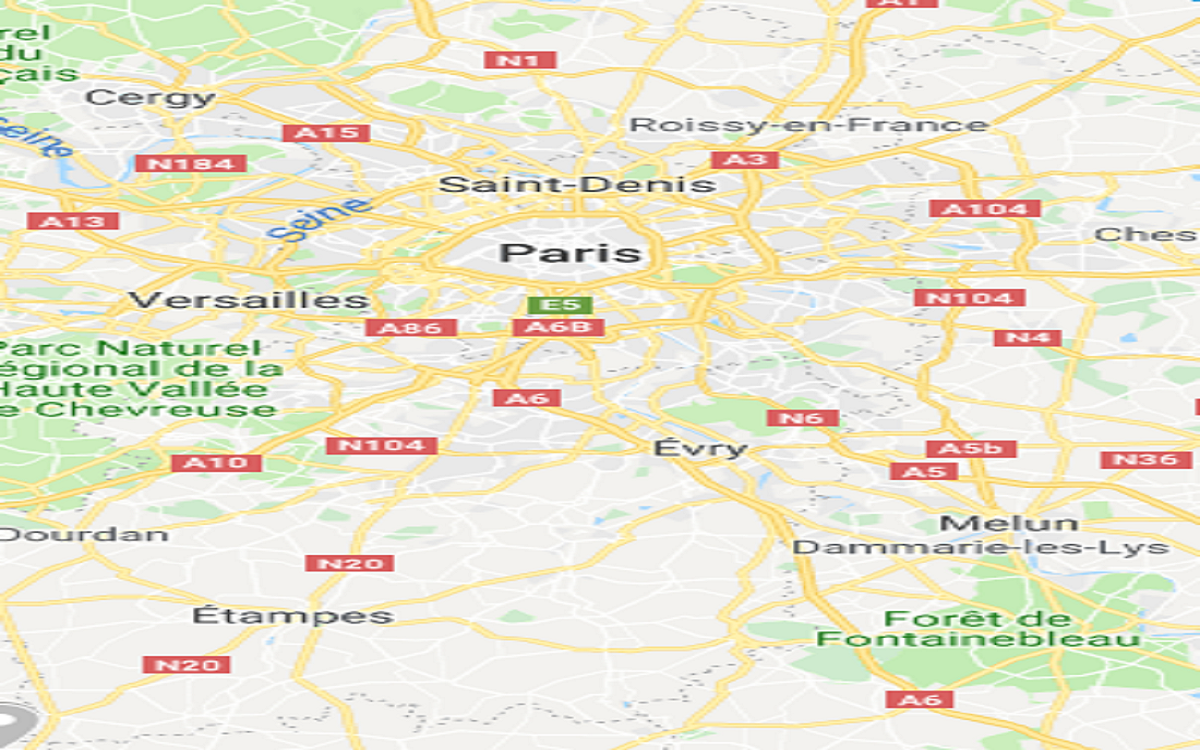 A1
rel
du
çais
N1
Cergy
Seine
A15
Roissy-en-France
N184
A3
Saint-Denis
A13
Seine
A104
Ches
Paris
Versailles
E5
N104
A86
A6B
N4
Parc Naturel
égional de la
Haute Vallée
e Chevreuse
A6
N6
N104
Évry
A5b
A10
A5
N36
Dourdan
Melun
Dammarie-les-Lys
N20
Étampes
Forêt de
Fontainebleau
N20
A6